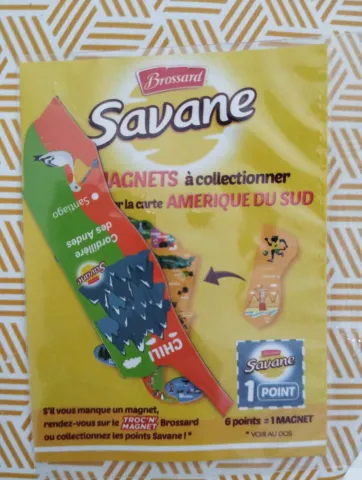 Brossard
Savane
MAGNETS à collectionner
r la carte AMERIQUE DU SUD
Santiago
Cordillère
des Andes
Savane
CHILI
Brossard
Savane
1 POINT
S'il vous manque un magnet,
rendez-vous sur le TROC'N' MAGNET Brossard
ou collectionnez les points Savane ! *
6 points = 1 MAGNET
* VOIR AU DOS